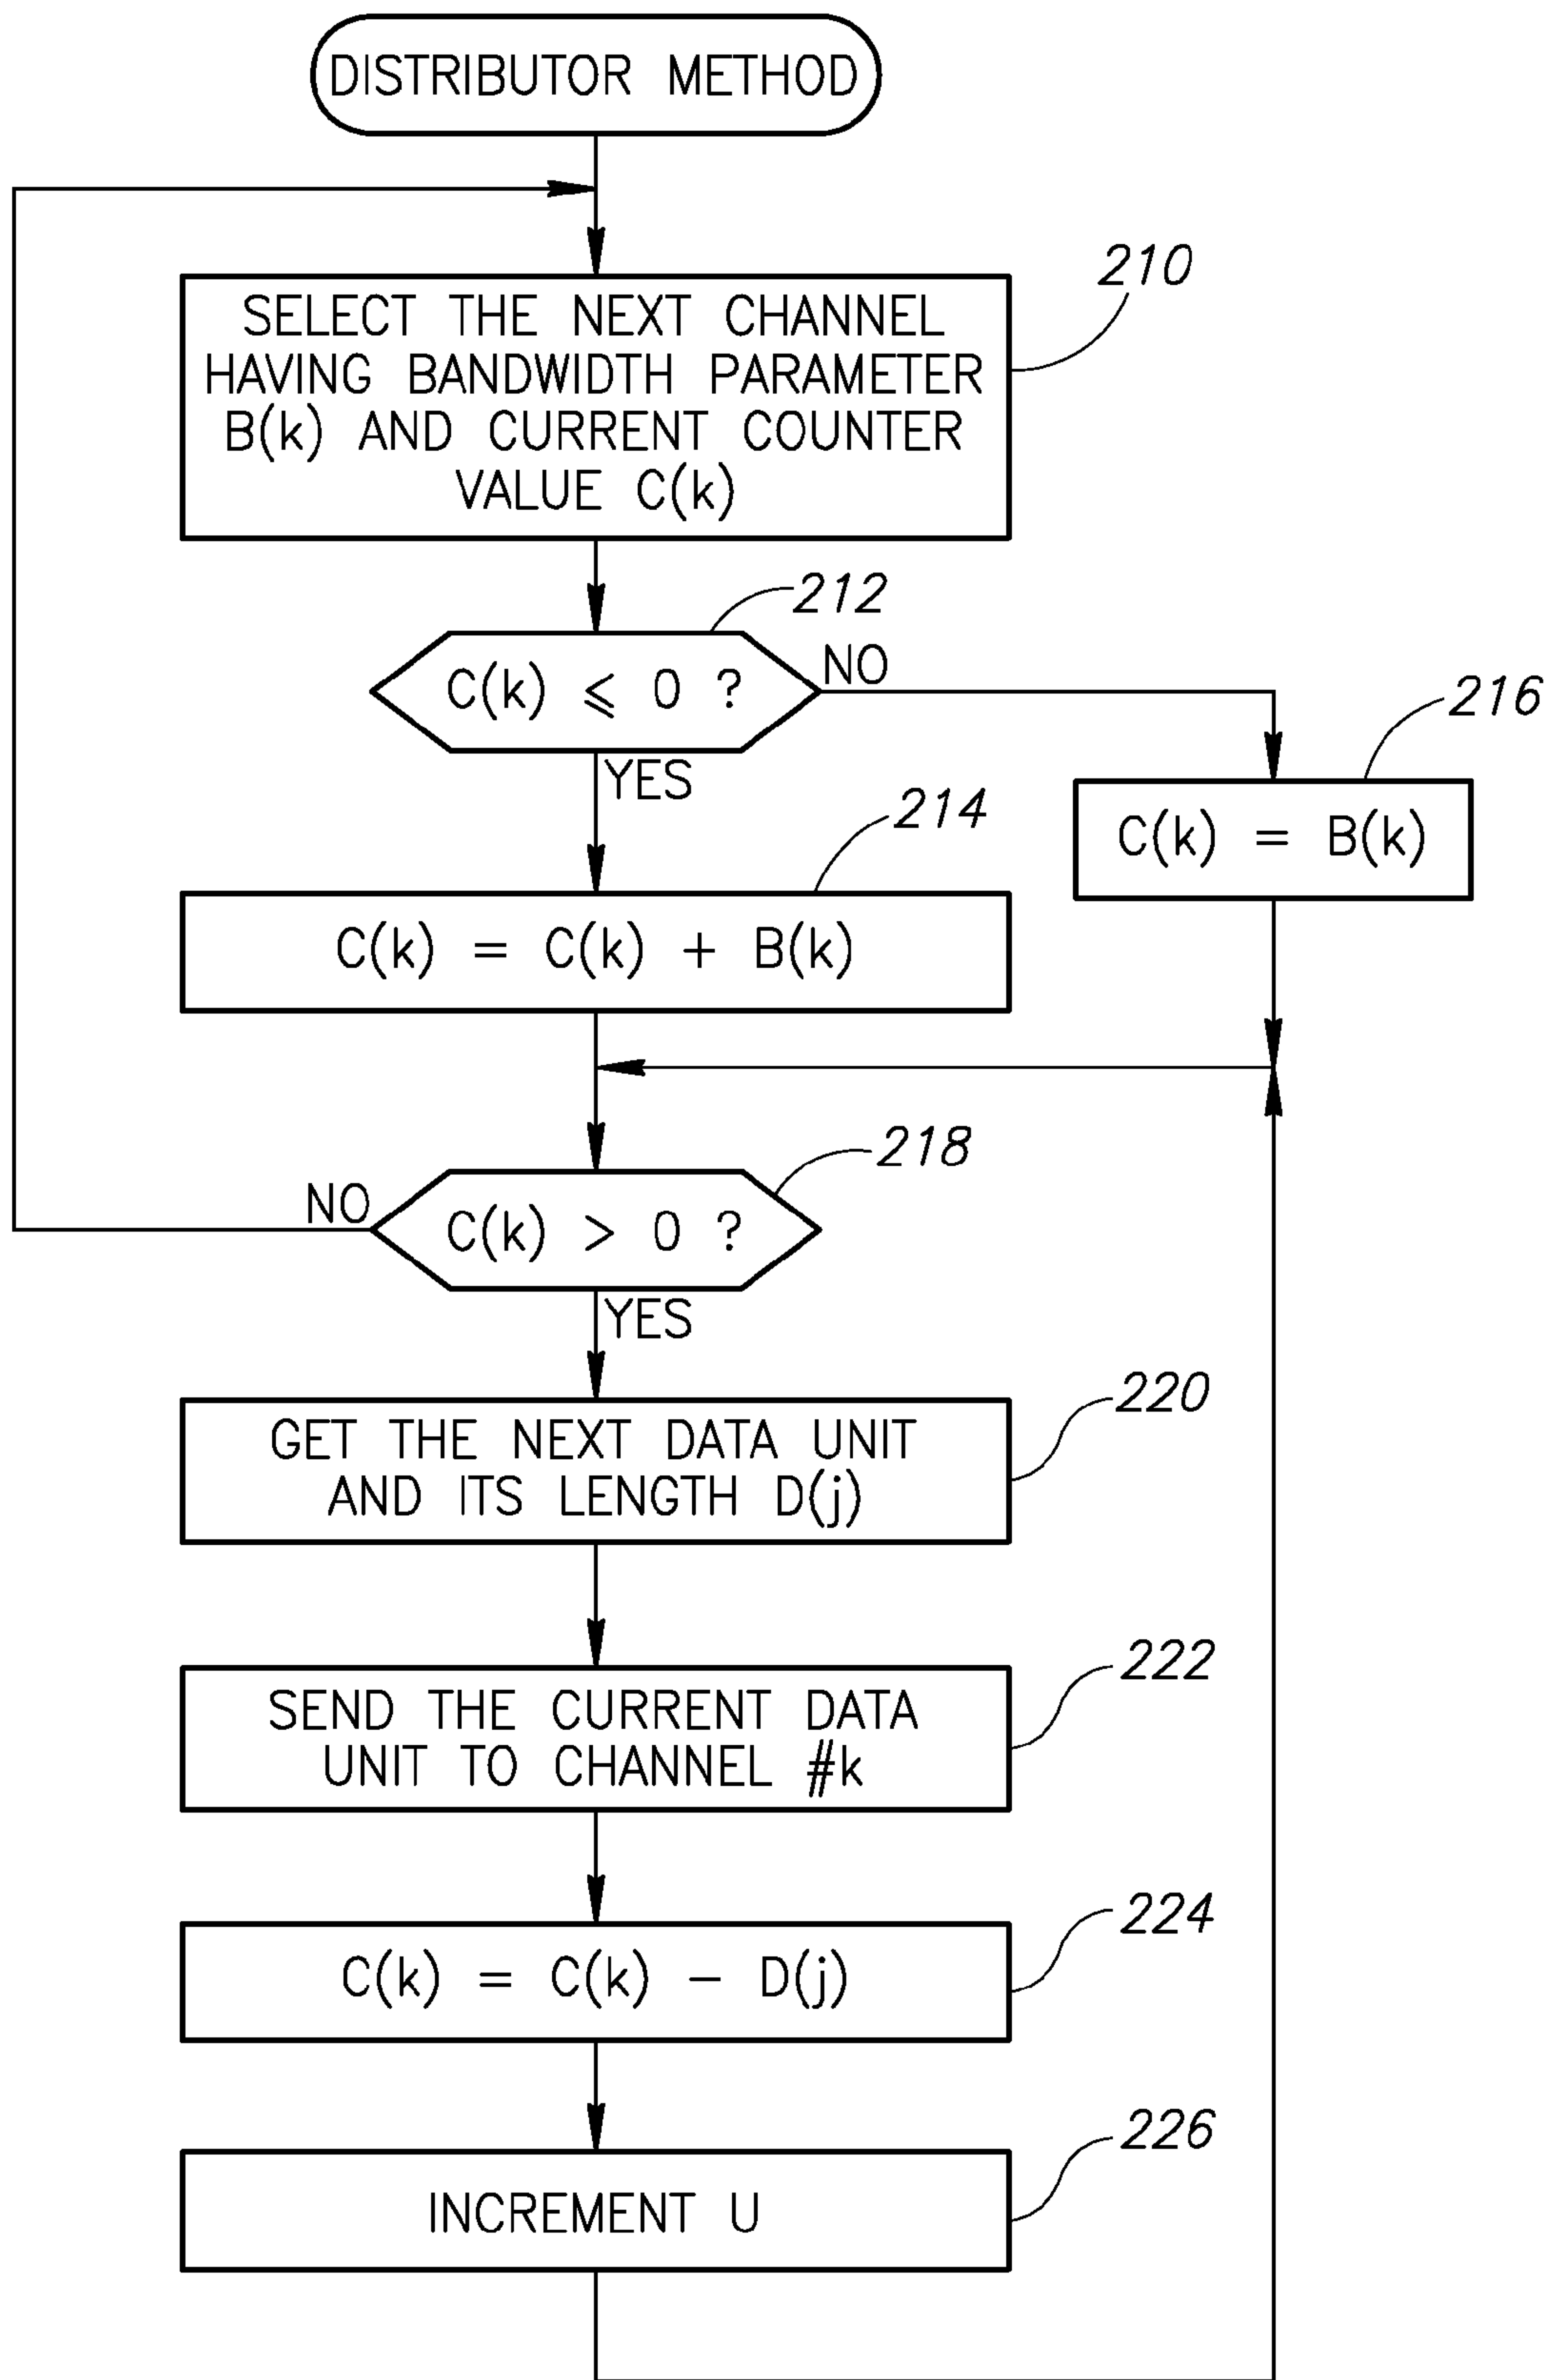 DISTRIBUTOR METHOD
210
SELECT THE NEXT CHANNEL
HAVING BANDWIDTH PARAMETER
B(k) AND CURRENT COUNTER
VALUE C(k)
212
C(k) ⩽ 0 ?
NO
YES
216
C(k) = B(k)
214
C(k) = C(k) + B(k)
218
NO
C(k) > 0 ?
YES
220
GET THE NEXT DATA UNIT
AND ITS LENGTH D(j)
222
SEND THE CURRENT DATA
UNIT TO CHANNEL #k
224
C(k) = C(k) - D(j)
226
INCREMENT U